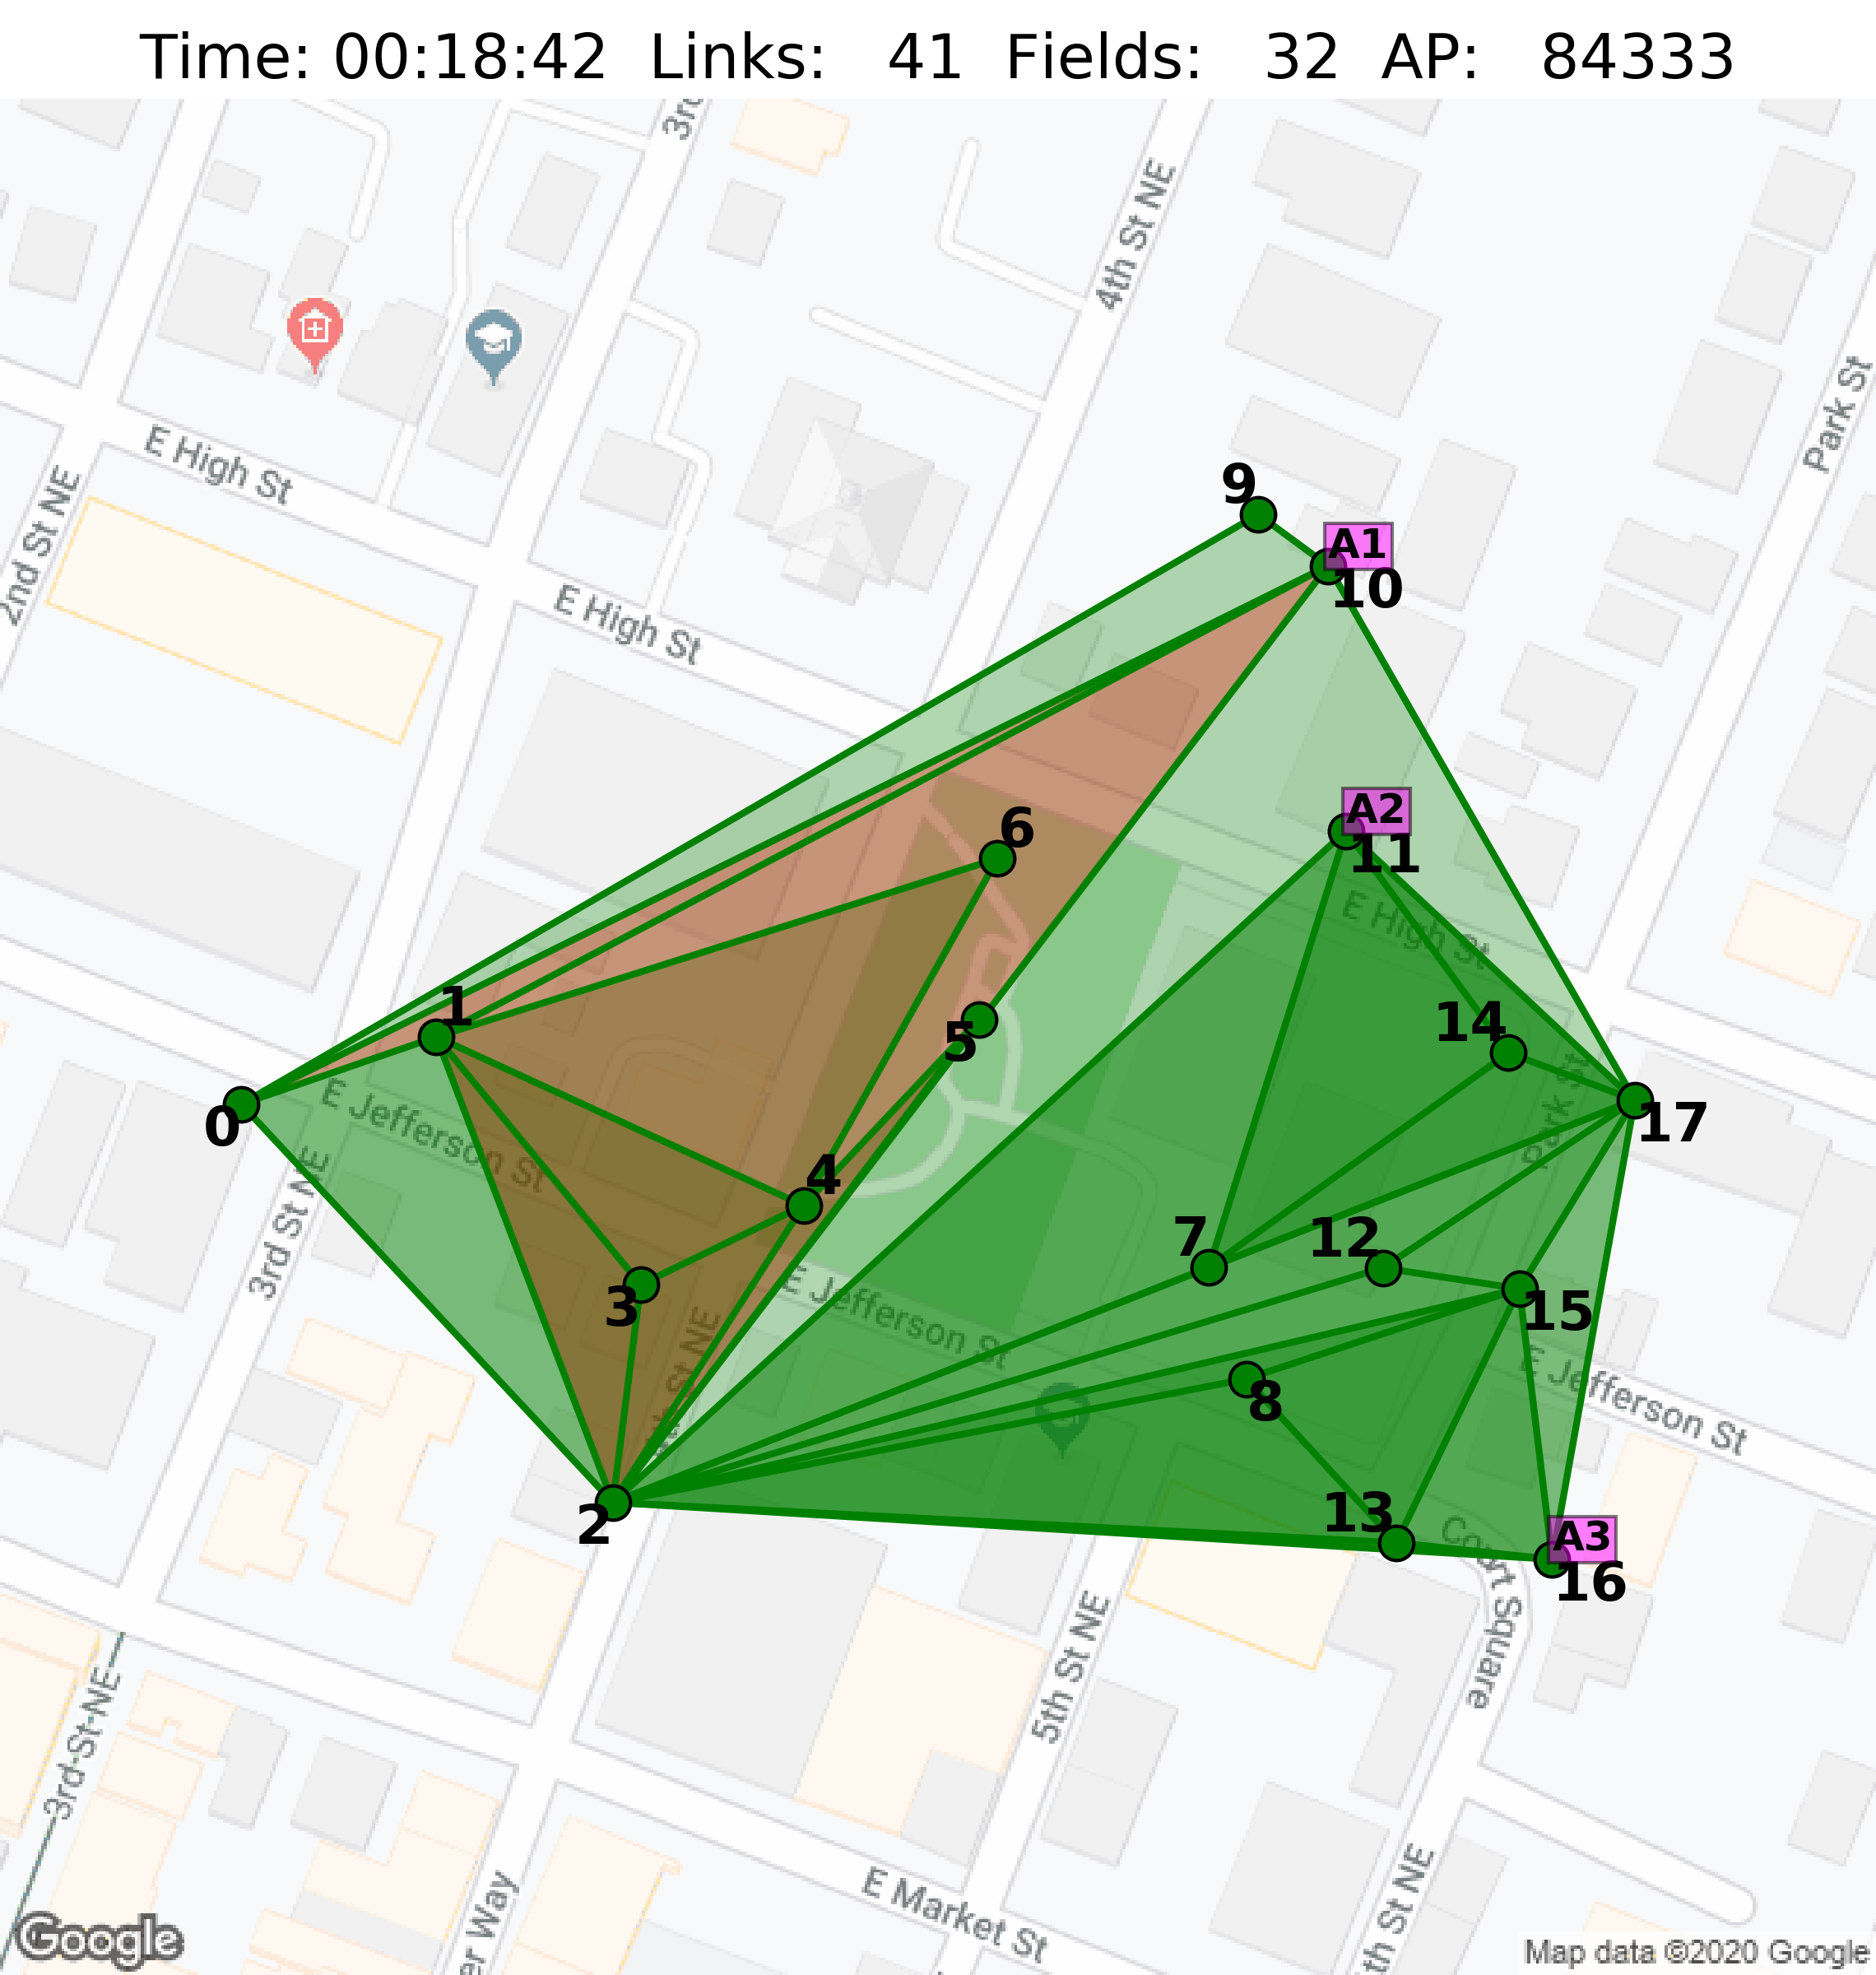 Time: 00:18:42 Links: 41 Fields: 32 AP: 84333
4th St NE
Park St
E High St
2nd St NE
9
A1
10
E High St
A2
6
11
E High St
1
14
5
0
E Jefferson St
17
Park St
4
3rd St NE
7
12
3
E Jefferson St
15
E Jefferson St
8
2
13
A3
16
Court Square
3rd St NE
5th St NE
E Market St
Google
Map data ©2020 Google